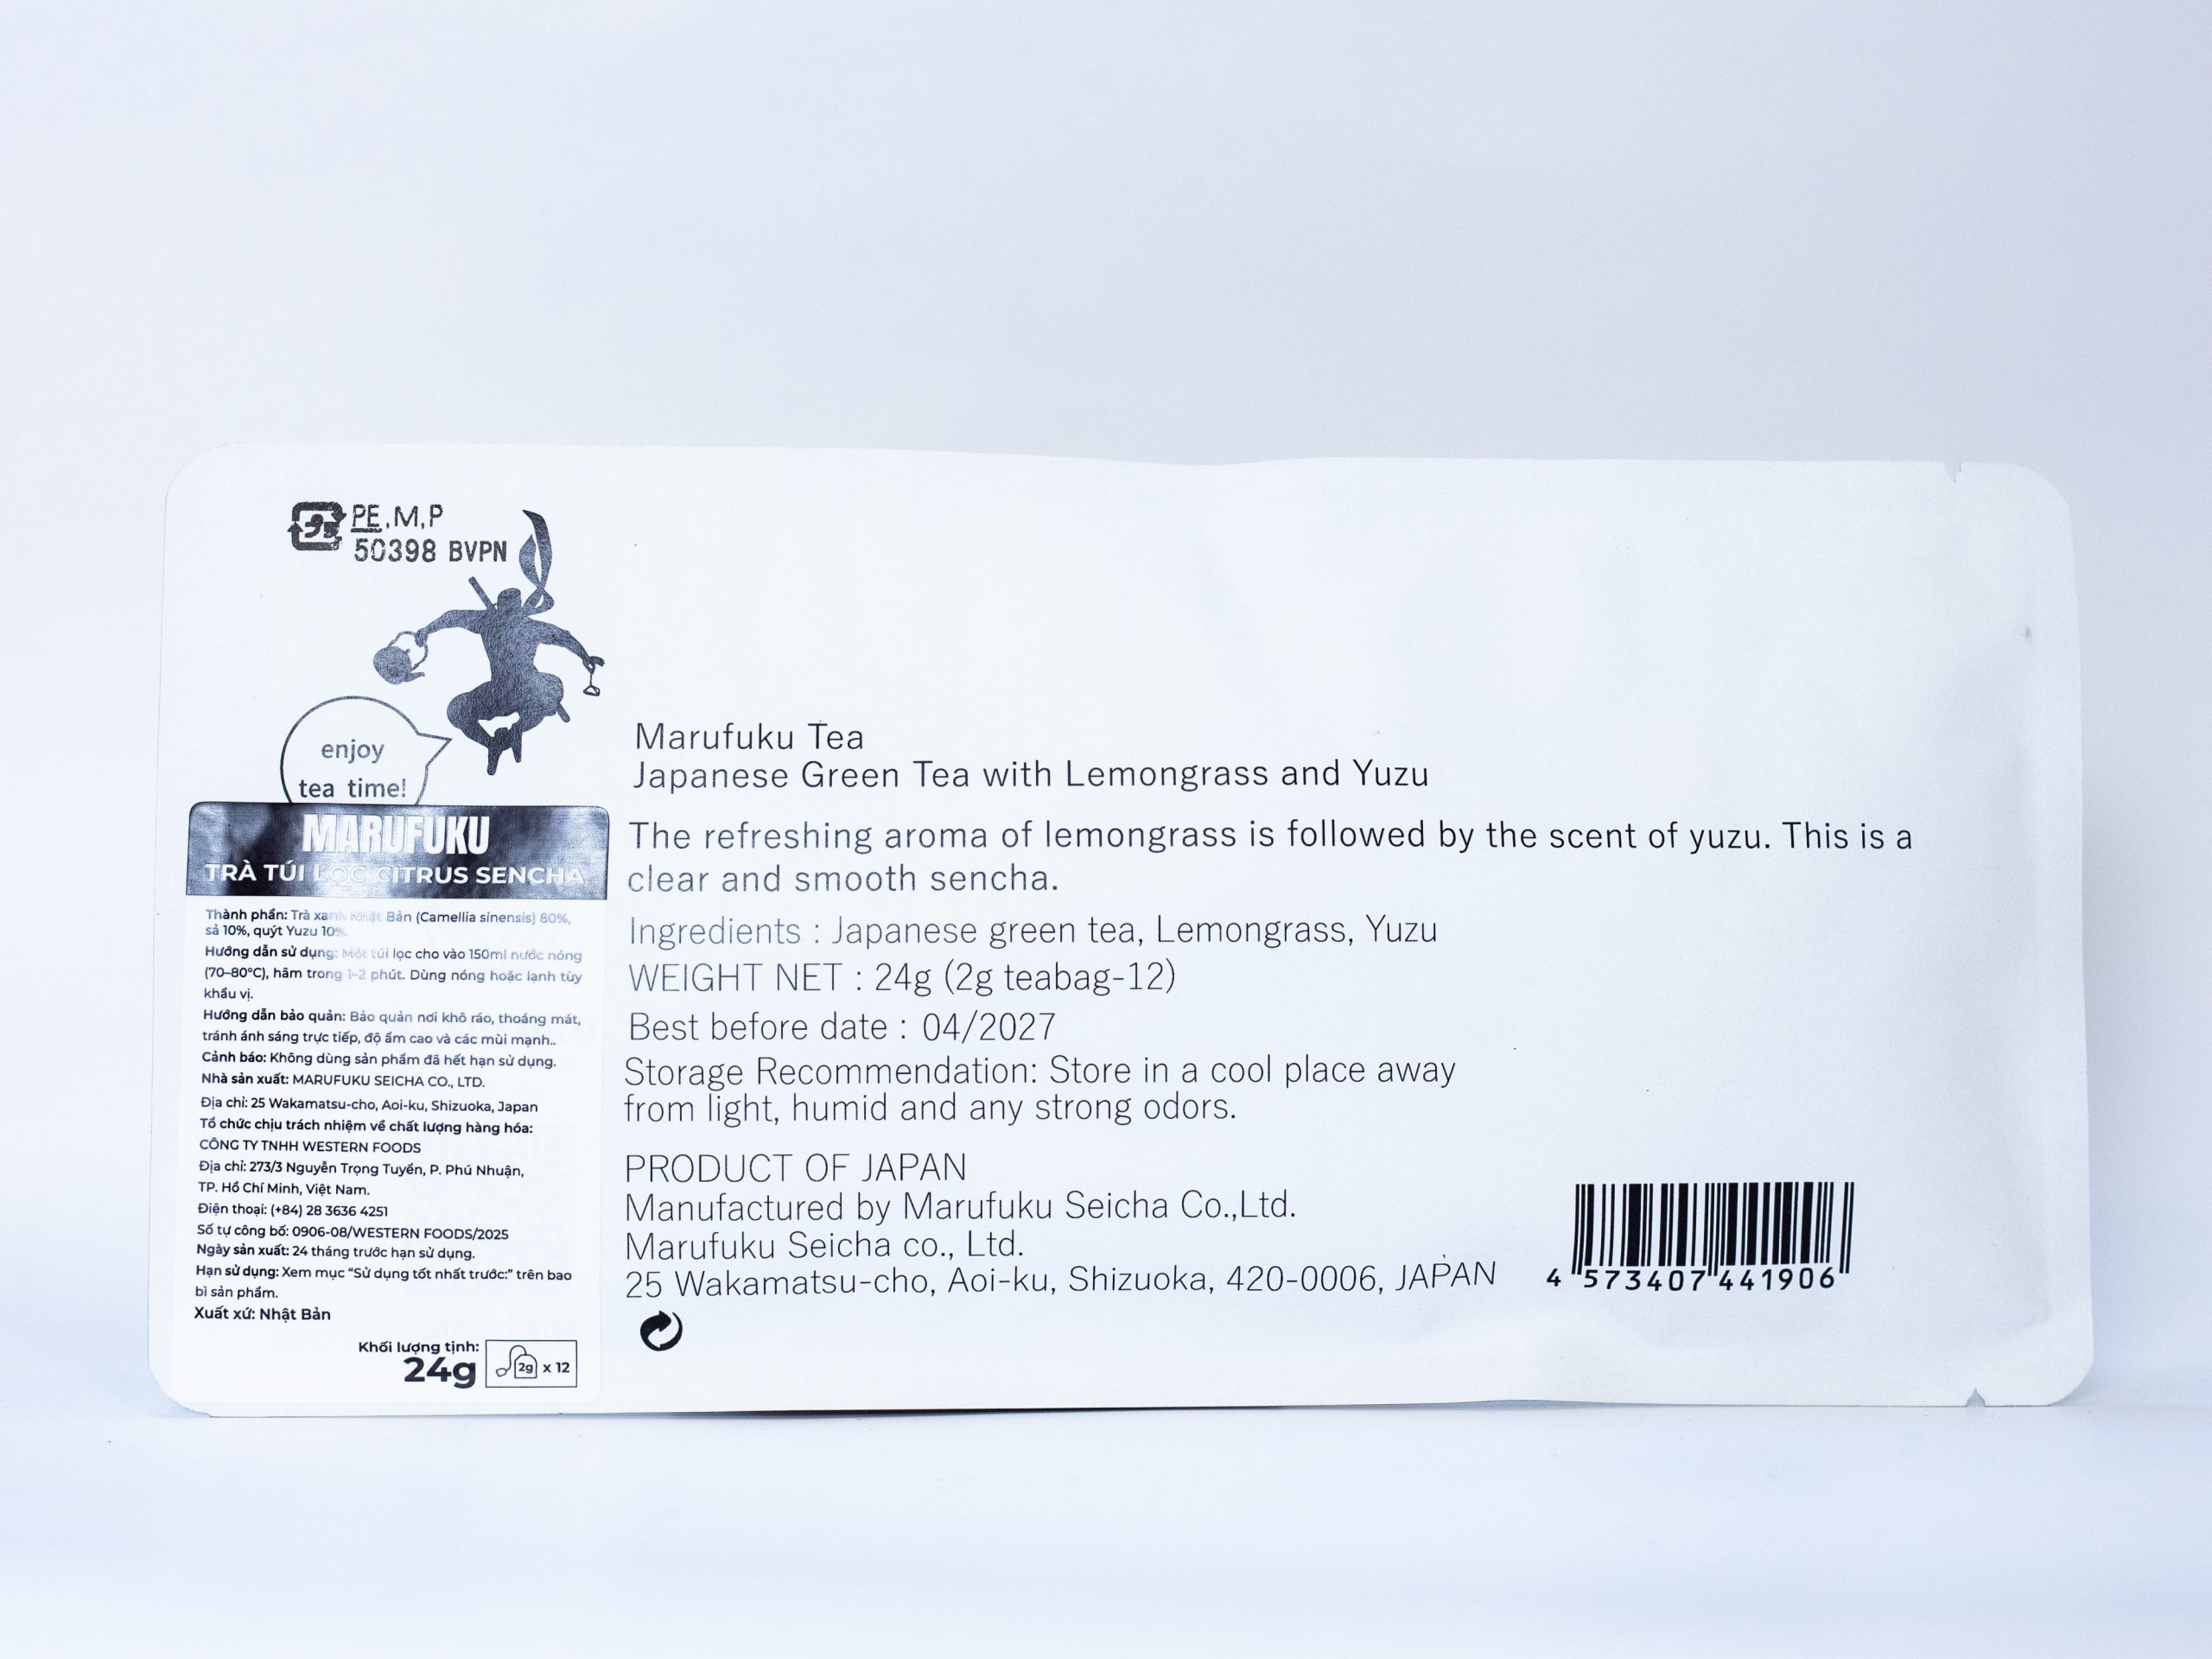 PE,M,P
50398 BVPN
enjoy
tea time!
MARUFUKU
TRÀ TÚI LỌC CITRUS SENCHA
Thành phần: Trà xanh Nhật Bản (Camellia sinensis) 80%,
sả 10%, quýt Yuzu 10%.
Hướng dẫn sử dụng: Một túi lọc cho vào 150ml nước nóng
(70-80°C), hãm trong 1-2 phút. Dùng nóng hoặc lạnh tùy
khẩu vị.
Hướng dẫn bảo quản: Bảo quản nơi khô ráo, thoáng mát,
tránh ánh sáng trực tiếp, độ ẩm cao và các mùi mạnh..
Cảnh báo: Không dùng sản phẩm đã hết hạn sử dụng.
Nhà sản xuất: MARUFUKU SEICHA CO., LTD.
Địa chỉ: 25 Wakamatsu-cho, Aoi-ku, Shizuoka, Japan
Tổ chức chịu trách nhiệm về chất lượng hàng hóa:
CÔNG TY TNHH WESTERN FOODS
Địa chỉ: 273/3 Nguyễn Trọng Tuyển, P. Phú Nhuận,
TP. Hồ Chí Minh, Việt Nam.
Điện thoại: (+84) 28 3636 4251
Số tự công bố: 0906-08/WESTERN FOODS/2025
Ngày sản xuất: 24 tháng trước hạn sử dụng.
Hạn sử dụng: Xem mục "Sử dụng tốt nhất trước:" trên bao
bì sản phẩm.
Xuất xứ: Nhật Bản
Khối lượng tịnh:
24g
2g x 12
Marufuku Tea
Japanese Green Tea with Lemongrass and Yuzu
The refreshing aroma of lemongrass is followed by the scent of yuzu. This is a
clear and smooth sencha.
Ingredients : Japanese green tea, Lemongrass, Yuzu
WEIGHT NET : 24g (2g teabag-12)
Best before date : 04/2027
Storage Recommendation: Store in a cool place away
from light, humid and any strong odors.
PRODUCT OF JAPAN
Manufactured by Marufuku Seicha Co.,Ltd.
Marufuku Seicha co., Ltd.
25 Wakamatsu-cho, Aoi-ku, Shizuoka, 420-0006, JAPAN
4 573407 441906